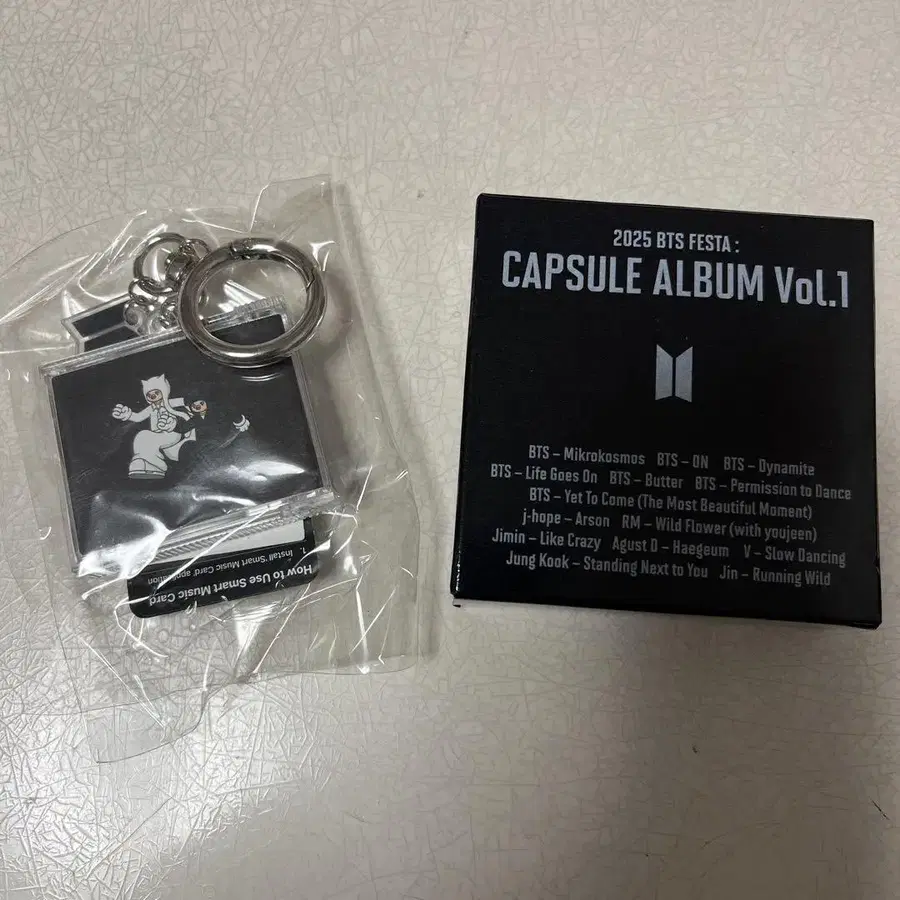 How to Use Smart Music Card
1. Install 'Smart Music Card' application
2025 BTS FESTA :
CAPSULE ALBUM Vol.1
BTS – Mikrokosmos BTS – ON BTS – Dynamite
BTS – Life Goes On BTS – Butter BTS – Permission to Dance
BTS – Yet To Come (The Most Beautiful Moment)
j-hope – Arson RM – Wild Flower (with youjeen)
Jimin – Like Crazy Agust D – Haegeum V – Slow Dancing
Jung Kook – Standing Next to You Jin – Running Wild